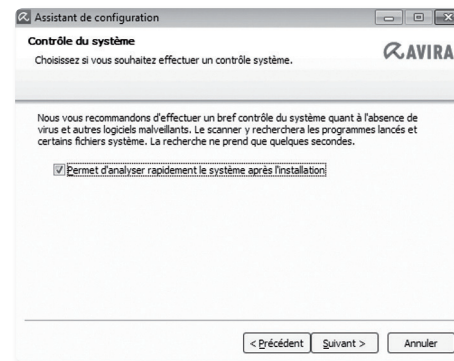 Assistant de configuration
Contrôle du système
Choisissez si vous souhaitez effectuer un contrôle système.
AVIRA
Nous vous recommandons d'effectuer un bref contrôle du système quant à l'absence de
virus et autres logiciels malveillants. Le scanner y recherchera les programmes lancés et
certains fichiers système. La recherche ne prend que quelques secondes.
Permet d'analyser rapidement le système après l'installation
< Précédent
Suivant >
Annuler